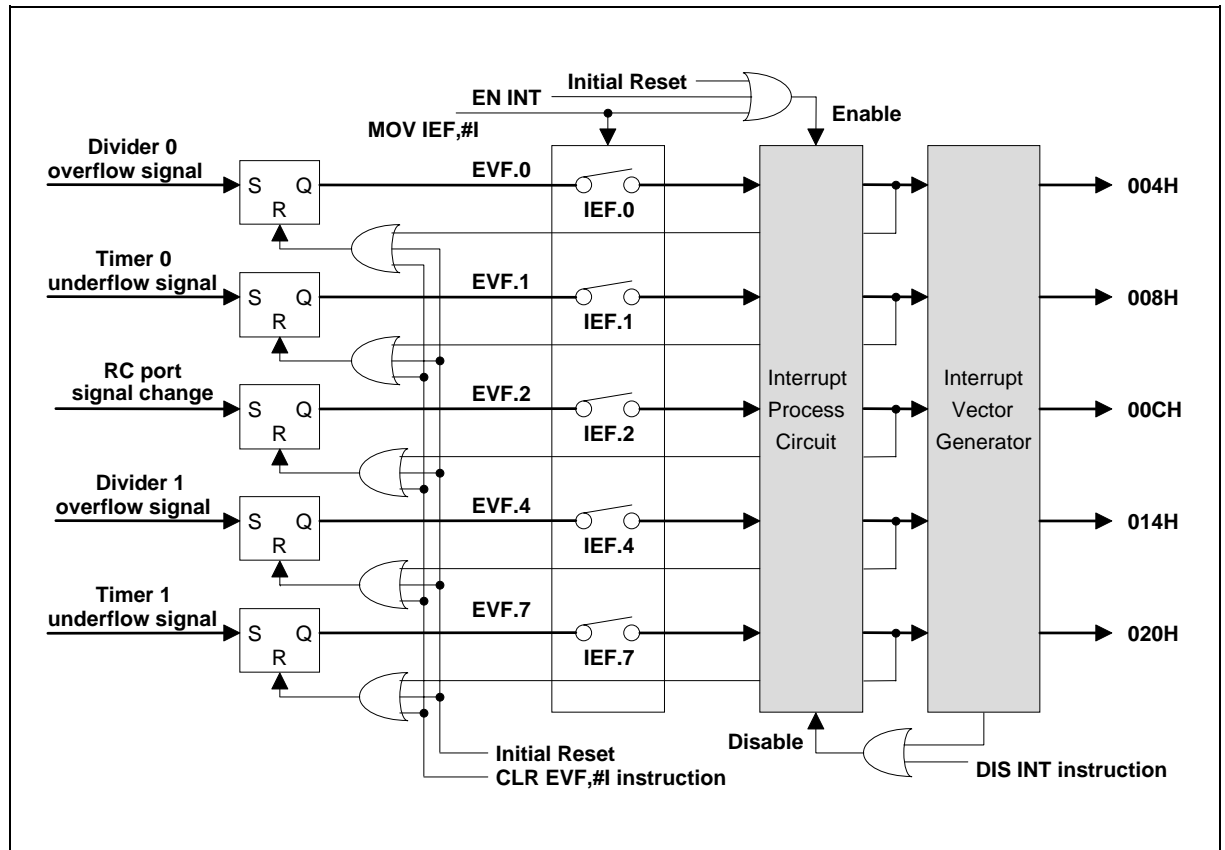 Initial Reset
EN INT
MOV IEF,#I
Enable
Divider 0
overflow signal
S Q
R
EVF.0
IEF.0
004H
Timer 0
underflow signal
S Q
R
EVF.1
IEF.1
008H
RC port
signal change
S Q
R
EVF.2
IEF.2
Interrupt
Process
Circuit
Interrupt
Vector
Generator
00CH
Divider 1
overflow signal
S Q
R
EVF.4
IEF.4
014H
Timer 1
underflow signal
S Q
R
EVF.7
IEF.7
020H
Disable
Initial Reset
CLR EVF,#I instruction
DIS INT instruction